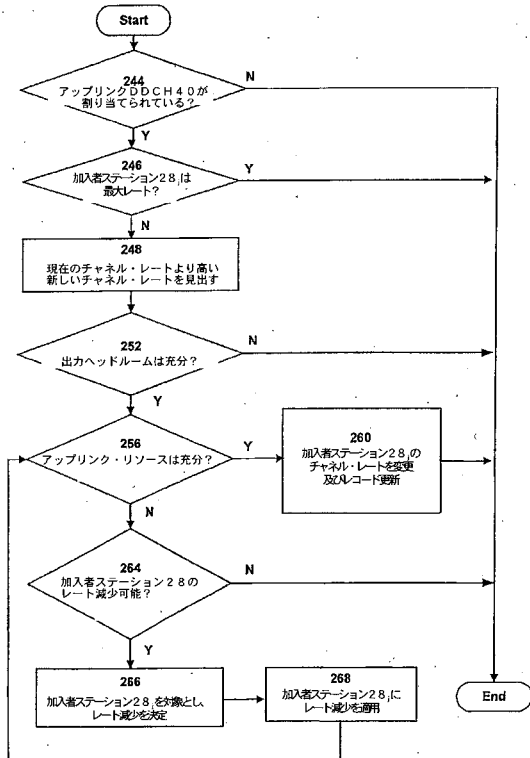 Start
244
アップリンクDDCH40が
割り当てられている?
N
Y
246
加入者ステーション28ᵢは
最大レート?
Y
N
248
現在のチャネル・レートより高い
新しいチャネル・レートを見出す
252
出力ヘッドルームは充分?
N
Y
256
アップリンク・リソースは充分?
Y
260
加入者ステーション28ᵢの
チャネル・レートを変更
及びレコード更新
N
264
加入者ステーション28の
レート減少可能?
N
Y
266
加入者ステーション28ⱼを対象とし、
レート減少を決定
268
加入者ステーション28ⱼに
レート減少を適用
End